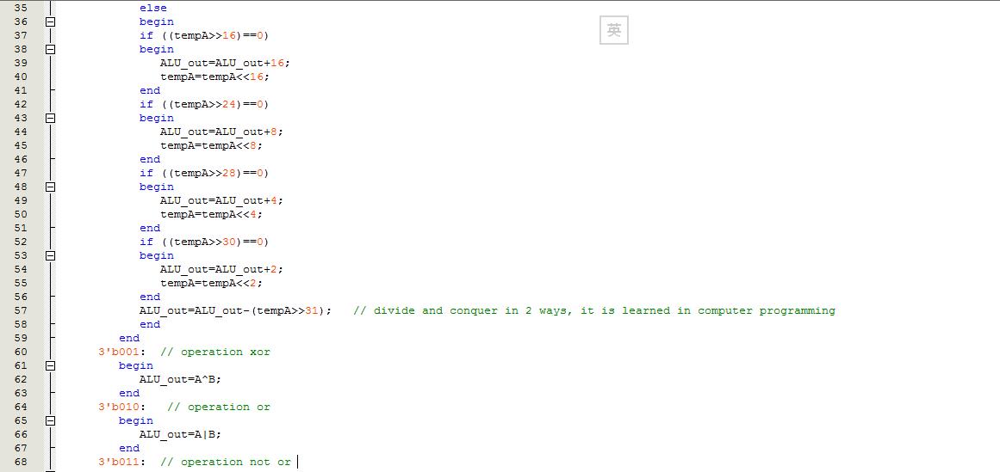 35 else
36 begin
37 if ((tempA>>16)==0)
38 begin
39 ALU_out=ALU_out+16;
40 tempA=tempA<<16;
41 end
42 if ((tempA>>24)==0)
43 begin
44 ALU_out=ALU_out+8;
45 tempA=tempA<<8;
46 end
47 if ((tempA>>28)==0)
48 begin
49 ALU_out=ALU_out+4;
50 tempA=tempA<<4;
51 end
52 if ((tempA>>30)==0)
53 begin
54 ALU_out=ALU_out+2;
55 tempA=tempA<<2;
56 end
57 ALU_out=ALU_out-(tempA>>31); // divide and conquer in 2 ways, it is learned in computer programming
58 end
59 end
60 3'b001: // operation xor
61 begin
62 ALU_out=A^B;
63 end
64 3'b010: // operation or
65 begin
66 ALU_out=A|B;
67 end
68 3'b011: // operation not or
英